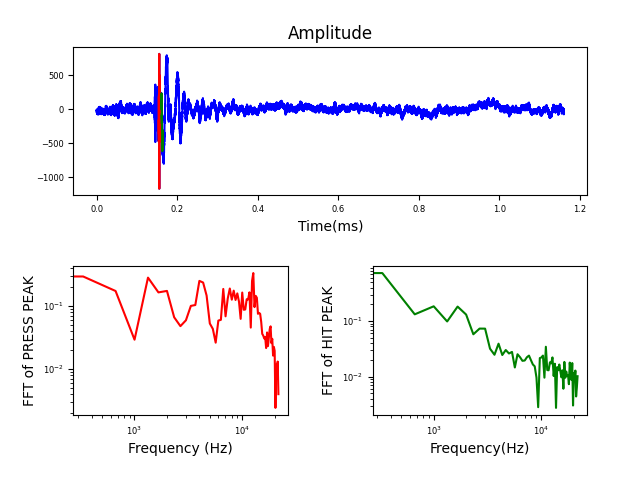 Amplitude
500
0
−500
−1000
0.0 0.2 0.4 0.6 0.8 1.0 1.2
Time(ms)
FFT of PRESS PEAK
10⁻¹
10⁻²
10³ 10⁴
Frequency (Hz)
FFT of HIT PEAK
10⁻¹
10⁻²
10³ 10⁴
Frequency(Hz)